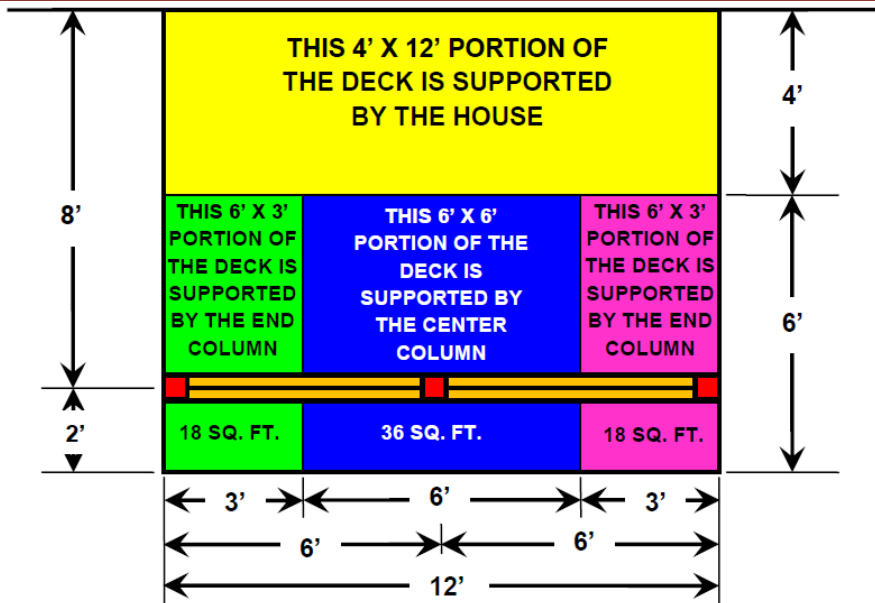 THIS 4’ X 12’ PORTION OF
THE DECK IS SUPPORTED
BY THE HOUSE
4’
8’
THIS 6’ X 3’
PORTION OF
THE DECK IS
SUPPORTED
BY THE END
COLUMN
THIS 6’ X 6’
PORTION OF THE
DECK IS
SUPPORTED BY
THE CENTER
COLUMN
THIS 6’ X 3’
PORTION OF
THE DECK IS
SUPPORTED
BY THE END
COLUMN
6’
2’
18 SQ. FT.
36 SQ. FT.
18 SQ. FT.
3’
6’
3’
6’
6’
12’